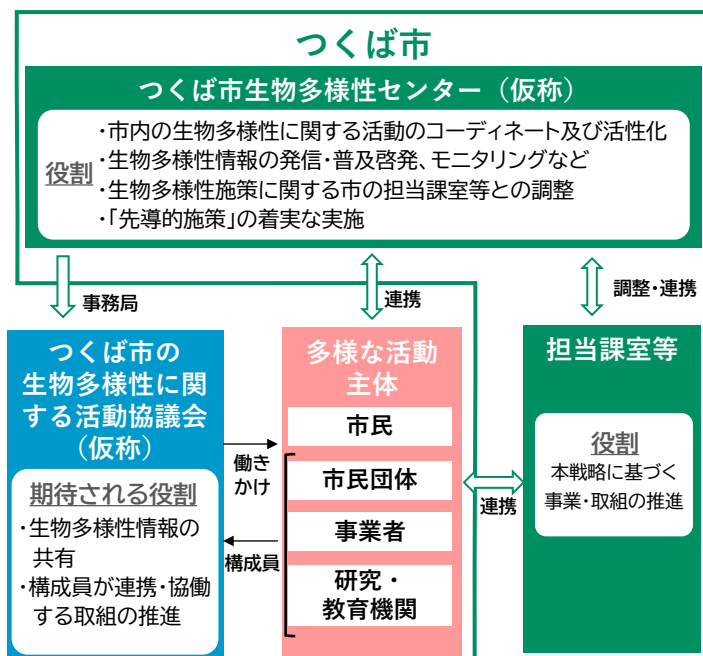 つくば市
つくば市生物多様性センター（仮称）
役割
・市内の生物多様性に関する活動のコーディネート及び活性化
・生物多様性情報の発信・普及啓発、モニタリングなど
・生物多様性施策に関する市の担当課室等との調整
・「先導的施策」の着実な実施
事務局
連携
調整・連携
つくば市の
生物多様性に関
する活動協議会
（仮称）
期待される役割
・生物多様性情報の
共有
・構成員が連携・協働
する取組の推進
働き
かけ
構成員
多様な活動
主体
市民
市民団体
事業者
研究・
教育機関
連携
担当課室等
役割
本戦略に基づく
事業・取組の推進